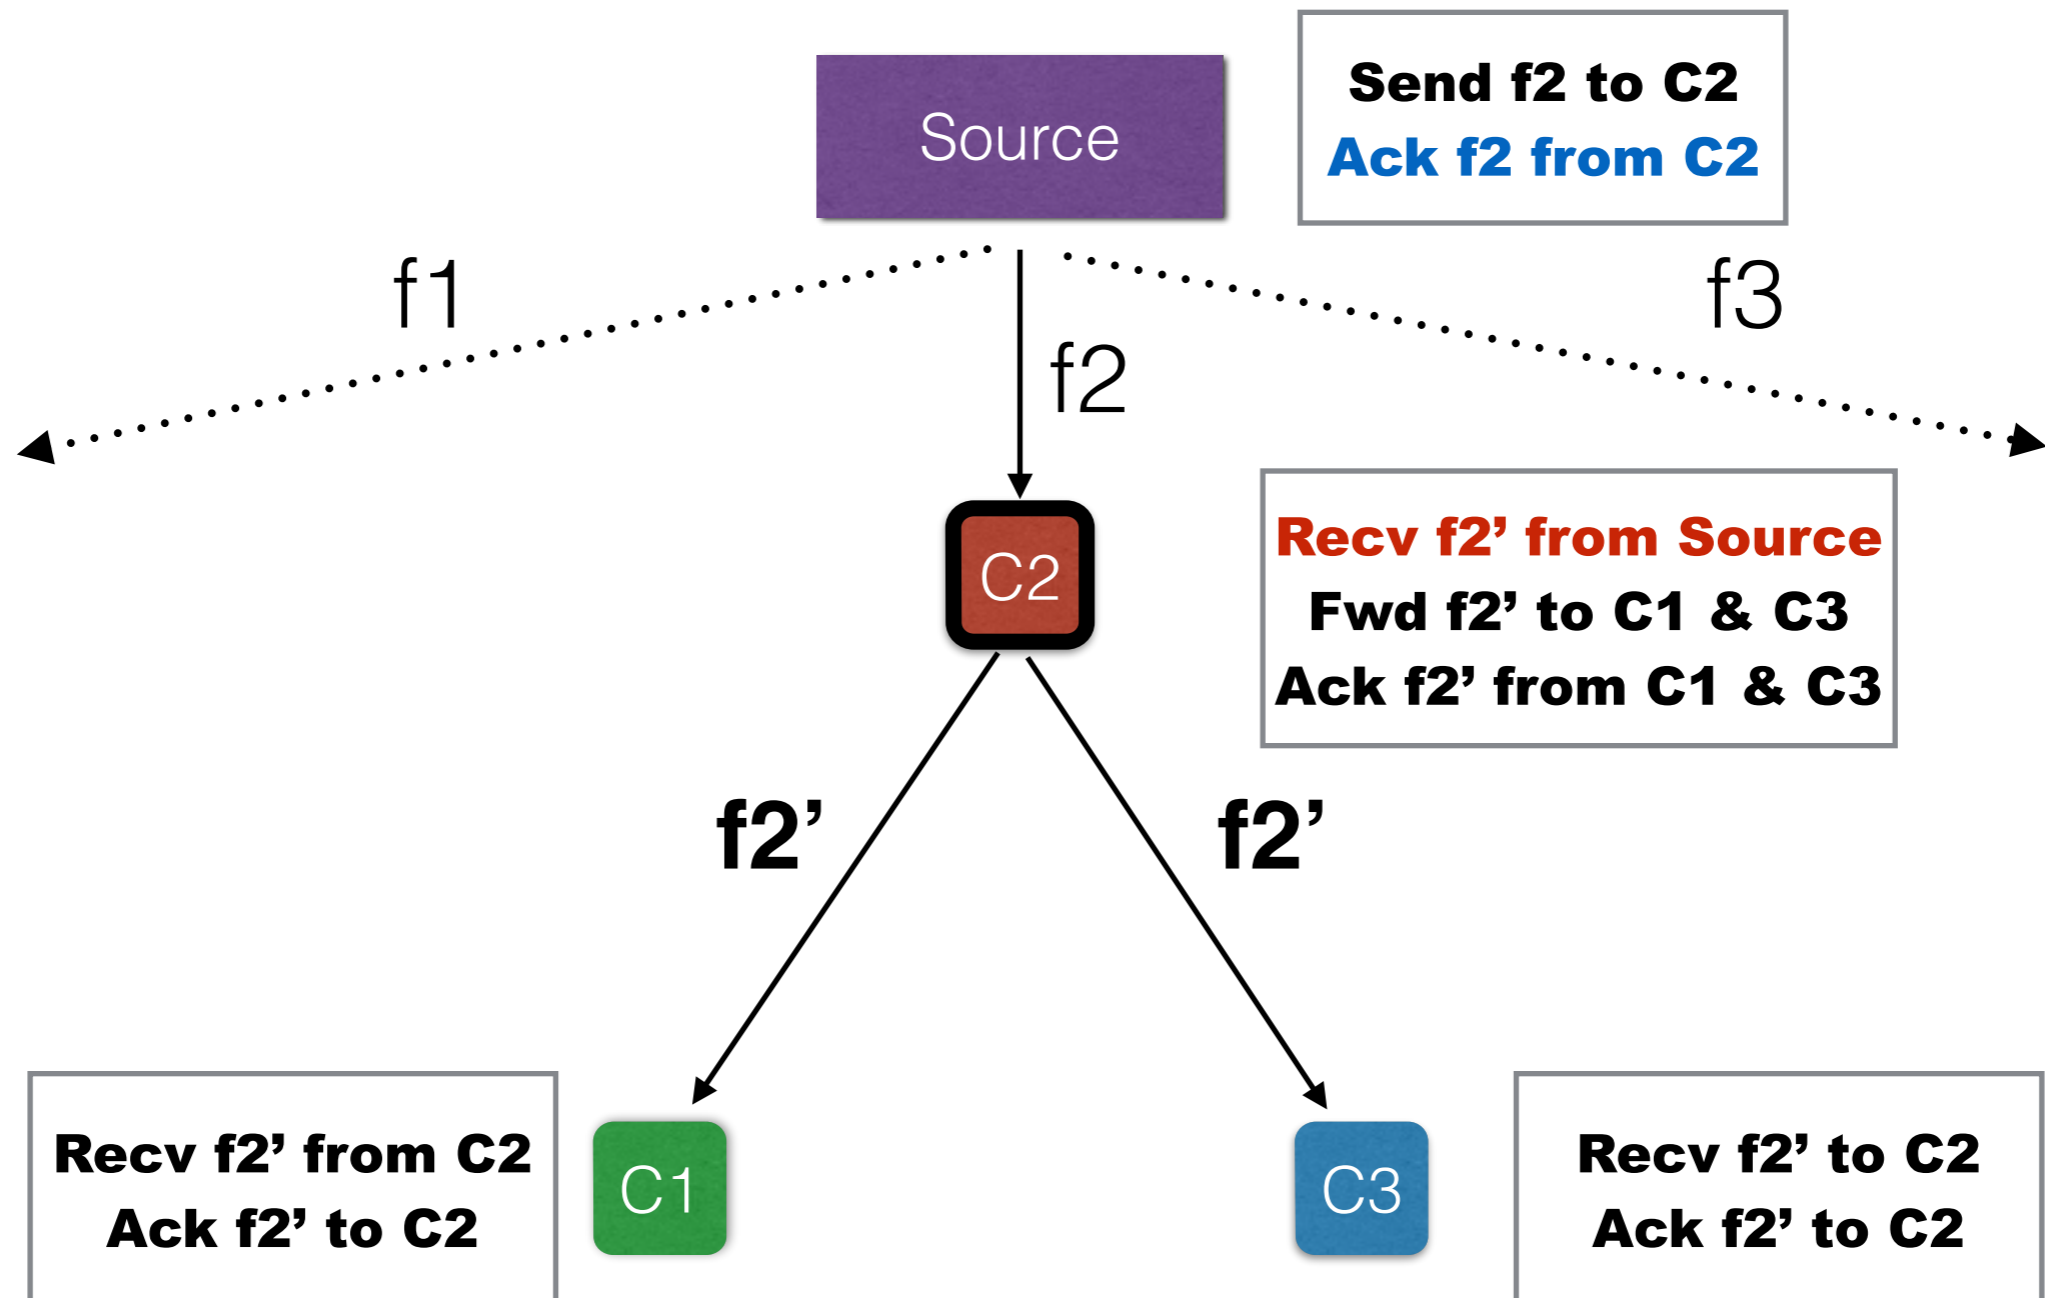 Send f2 to C2
Source
Ack f2 from C2
f1
f3
f2
Recv f2’ from Source
C2
Fwd f2’ to C1 & C3
Ack f2’ from C1 & C3
f2’
f2’
Recv f2’ from C2
Ack f2’ to C2
C1
C3
Recv f2’ to C2
Ack f2’ to C2